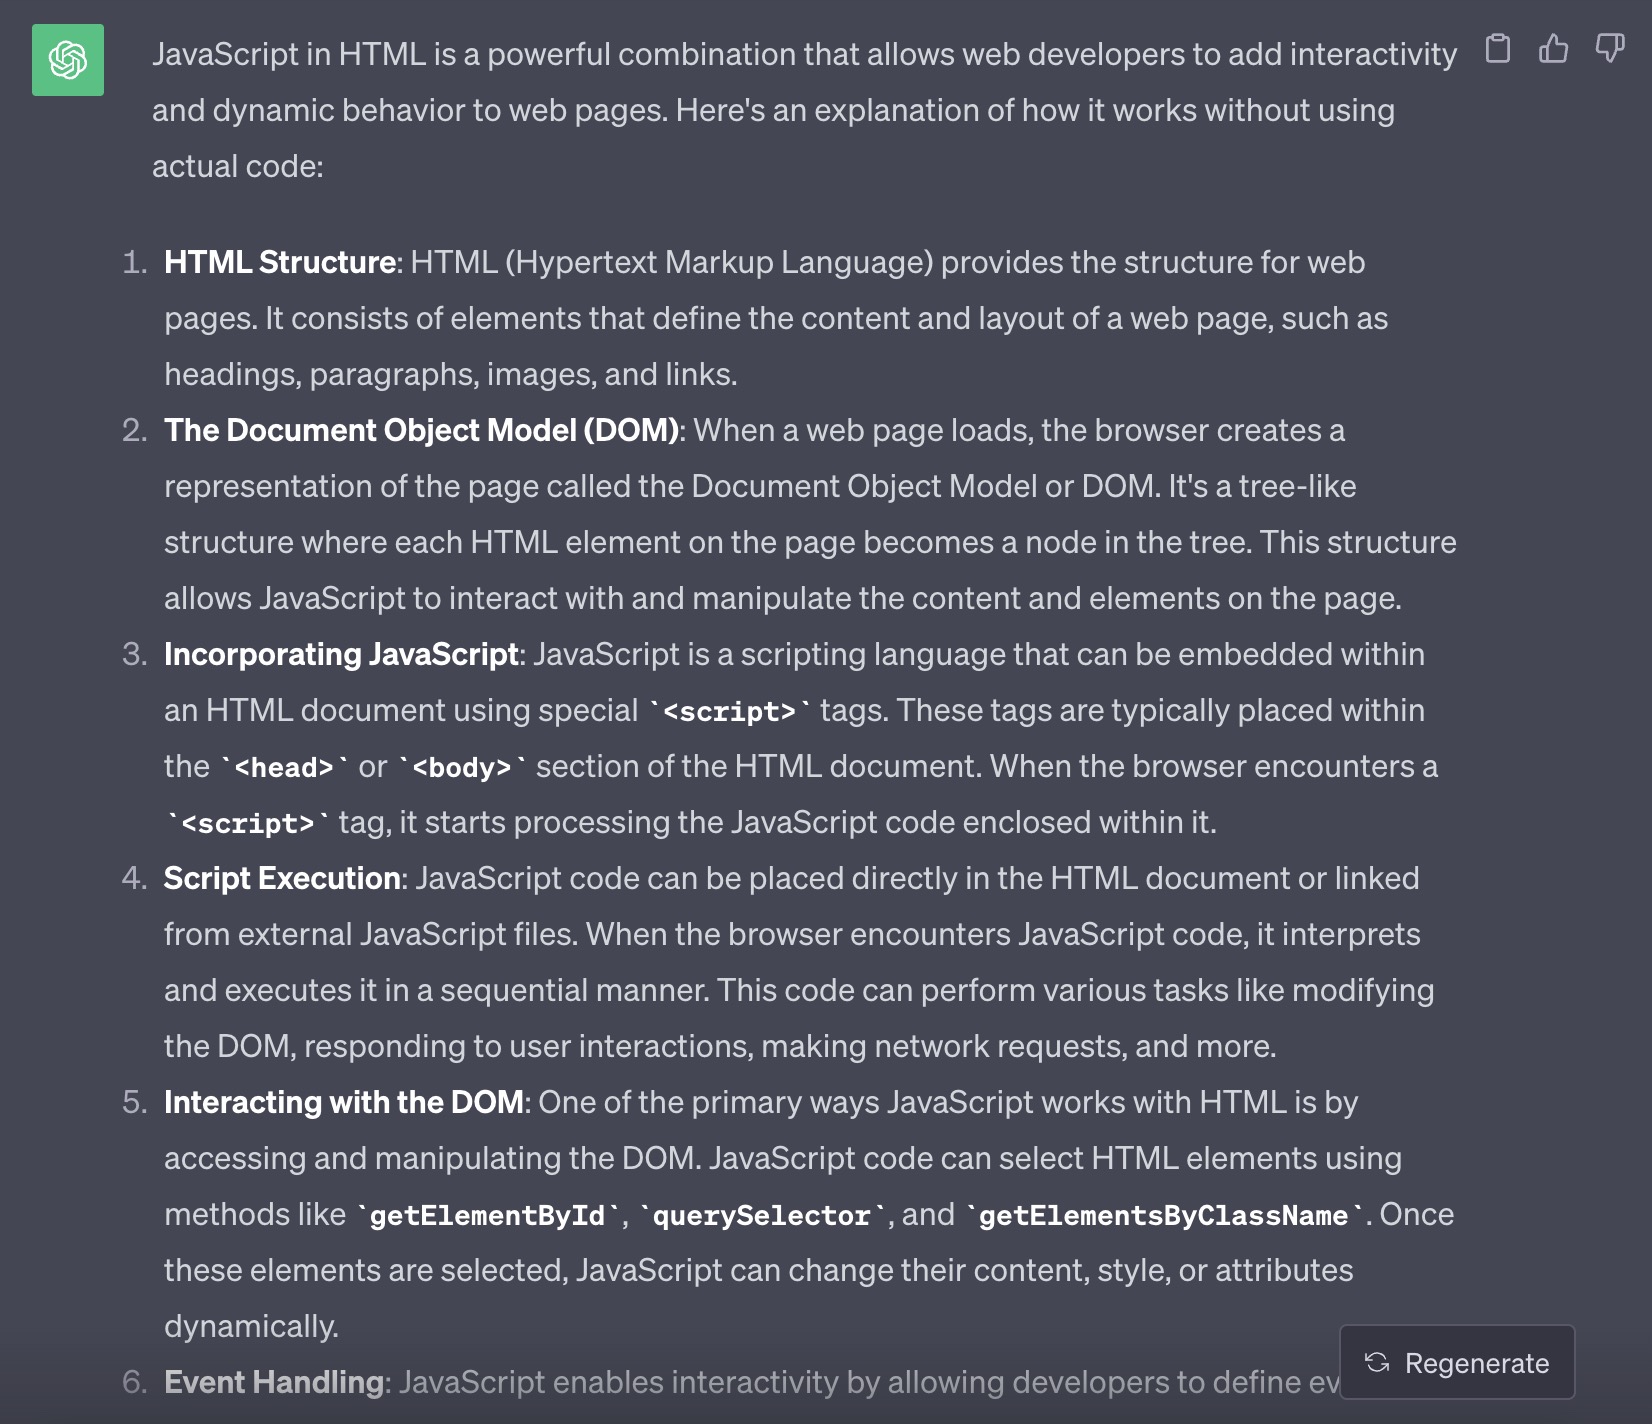 JavaScript in HTML is a powerful combination that allows web developers to add interactivity
and dynamic behavior to web pages. Here's an explanation of how it works without using
actual code:
1. HTML Structure: HTML (Hypertext Markup Language) provides the structure for web
pages. It consists of elements that define the content and layout of a web page, such as
headings, paragraphs, images, and links.
2. The Document Object Model (DOM): When a web page loads, the browser creates a
representation of the page called the Document Object Model or DOM. It's a tree-like
structure where each HTML element on the page becomes a node in the tree. This structure
allows JavaScript to interact with and manipulate the content and elements on the page.
3. Incorporating JavaScript: JavaScript is a scripting language that can be embedded within
an HTML document using special `<script>` tags. These tags are typically placed within
the `<head>` or `<body>` section of the HTML document. When the browser encounters a
`<script>` tag, it starts processing the JavaScript code enclosed within it.
4. Script Execution: JavaScript code can be placed directly in the HTML document or linked
from external JavaScript files. When the browser encounters JavaScript code, it interprets
and executes it in a sequential manner. This code can perform various tasks like modifying
the DOM, responding to user interactions, making network requests, and more.
5. Interacting with the DOM: One of the primary ways JavaScript works with HTML is by
accessing and manipulating the DOM. JavaScript code can select HTML elements using
methods like `getElementById`, `querySelector`, and `getElementsByClassName`. Once
these elements are selected, JavaScript can change their content, style, or attributes
dynamically.
6. Event Handling: JavaScript enables interactivity by allowing developers to define ev
Regenerate